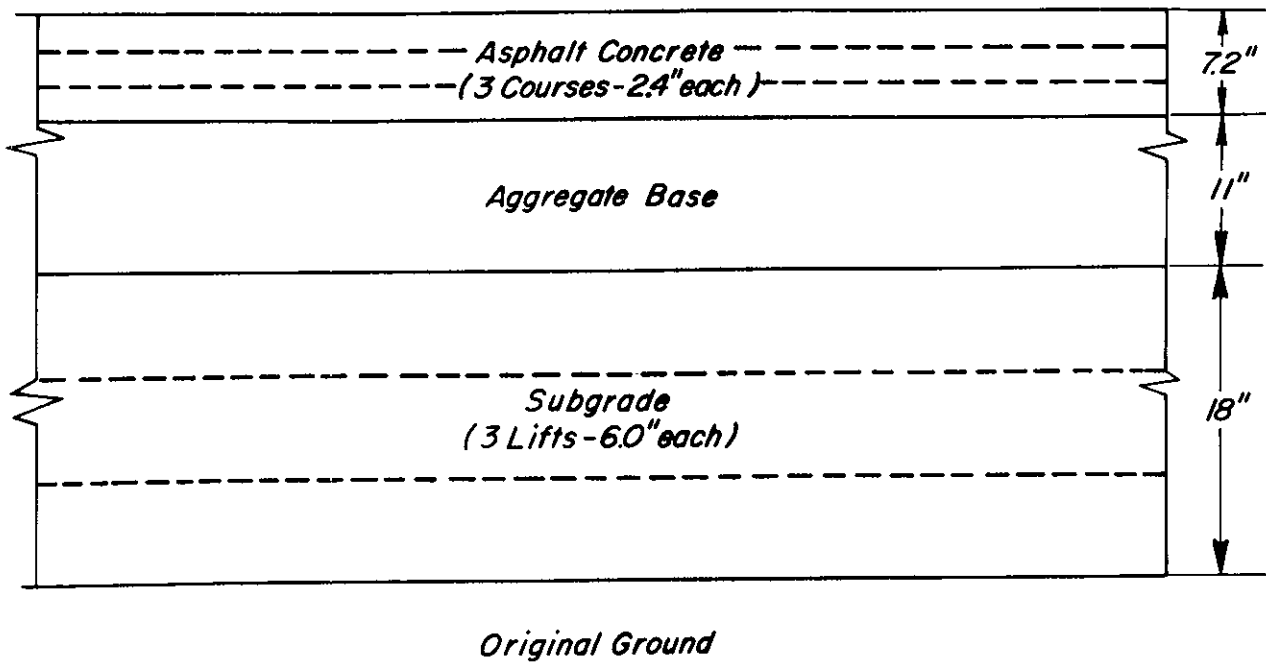 Asphalt Concrete
(3 Courses-2.4"each)
7.2"
Aggregate Base
11"
Subgrade
(3 Lifts-6.0"each)
18"
Original Ground